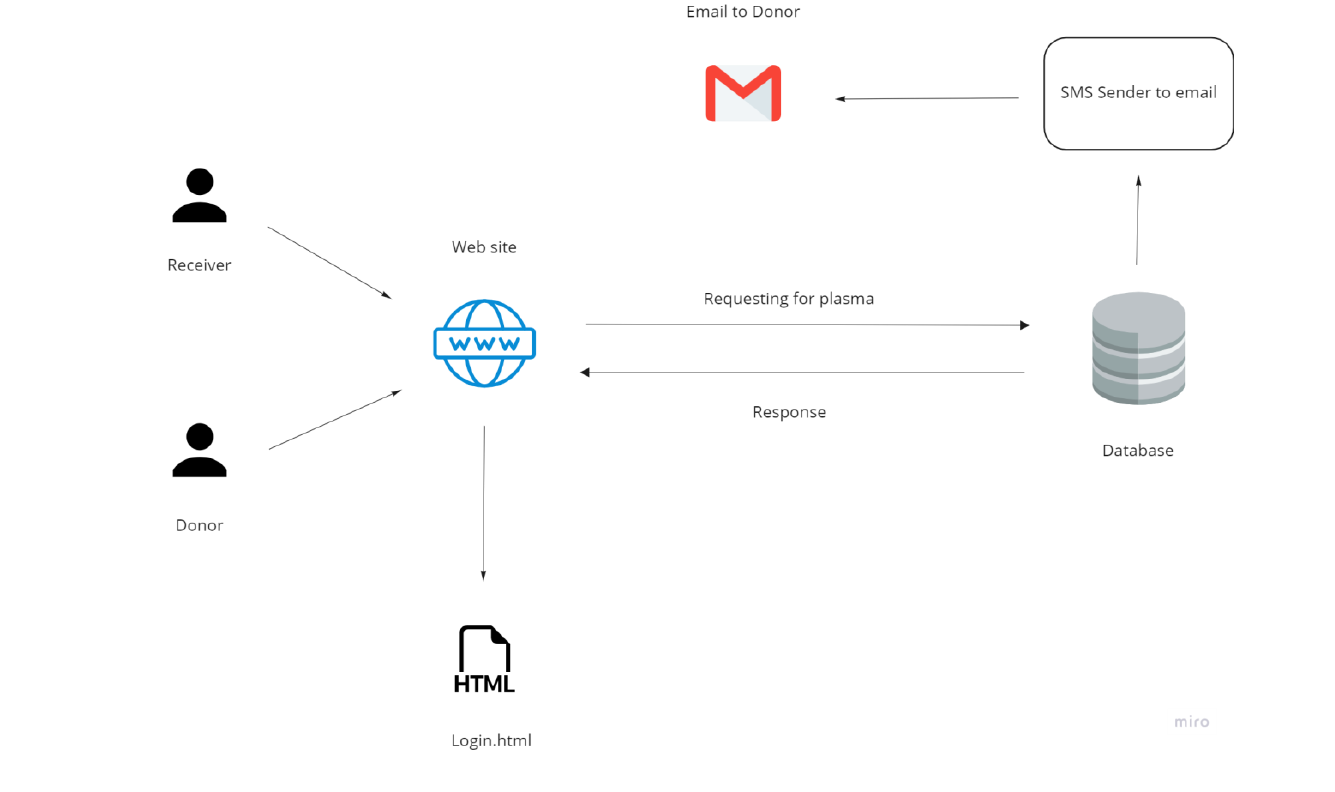 Email to Donor
SMS Sender to email
Receiver
Web site
WWW
Requesting for plasma
Response
Database
Donor
HTML
Login.html
miro